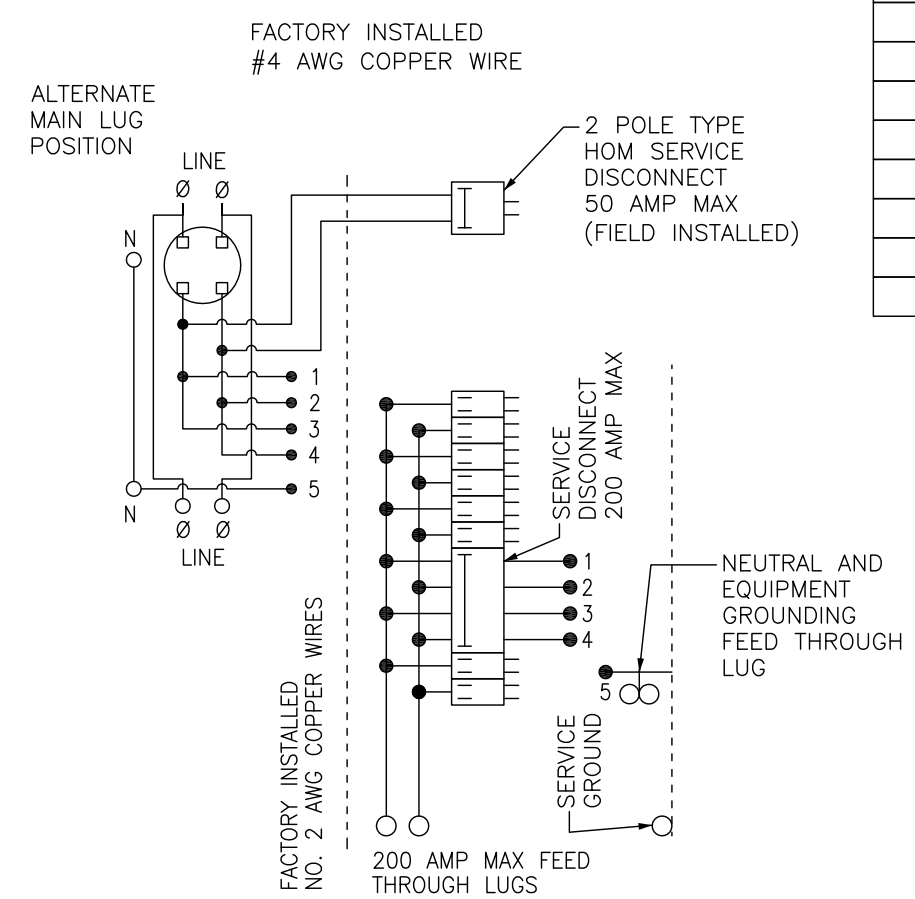 FACTORY INSTALLED
#4 AWG COPPER WIRE
ALTERNATE
MAIN LUG
POSITION
LINE
Ø Ø
N
2 POLE TYPE
HOM SERVICE
DISCONNECT
50 AMP MAX
(FIELD INSTALLED)
1
2
3
4
5
N
Ø Ø
LINE
FACTORY INSTALLED
NO. 2 AWG COPPER WIRES
SERVICE
DISCONNECT
200 AMP MAX
1
2
3
4
5
NEUTRAL AND
EQUIPMENT
GROUNDING
FEED THROUGH
LUG
SERVICE
GROUND
200 AMP MAX FEED
THROUGH LUGS